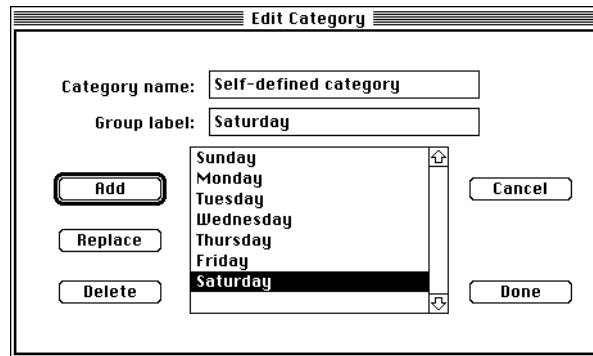 Edit Category
Category name: Self-defined category
Group label: Saturday
Sunday
Monday
Tuesday
Wednesday
Thursday
Friday
Saturday
Add
Replace
Delete
Cancel
Done